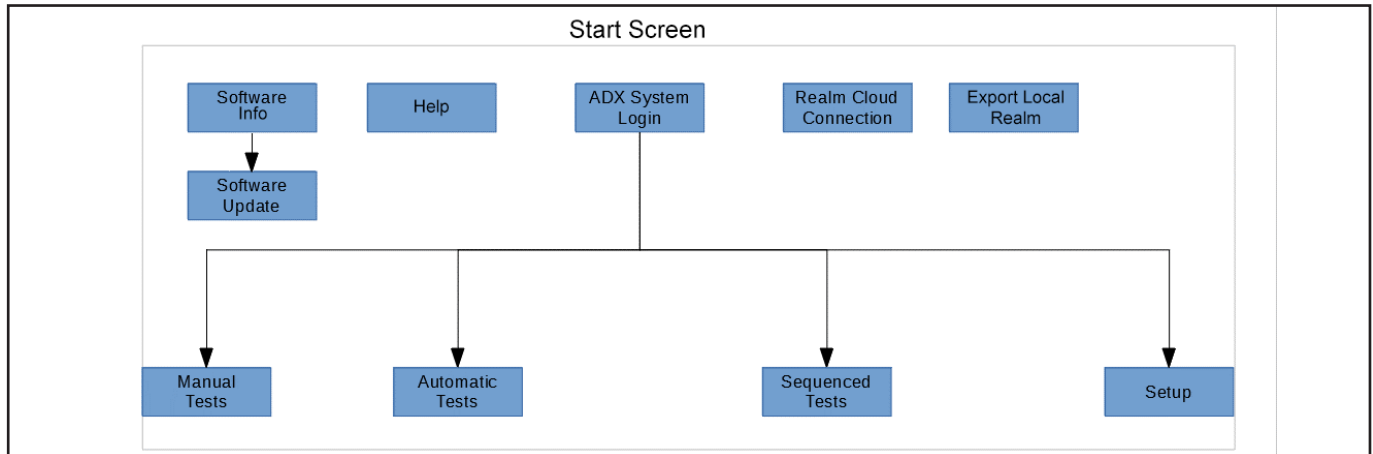 Start Screen
Software
Info
Help
ADX System
Login
Realm Cloud
Connection
Export Local
Realm
Software
Update
Manual
Tests
Automatic
Tests
Sequenced
Tests
Setup